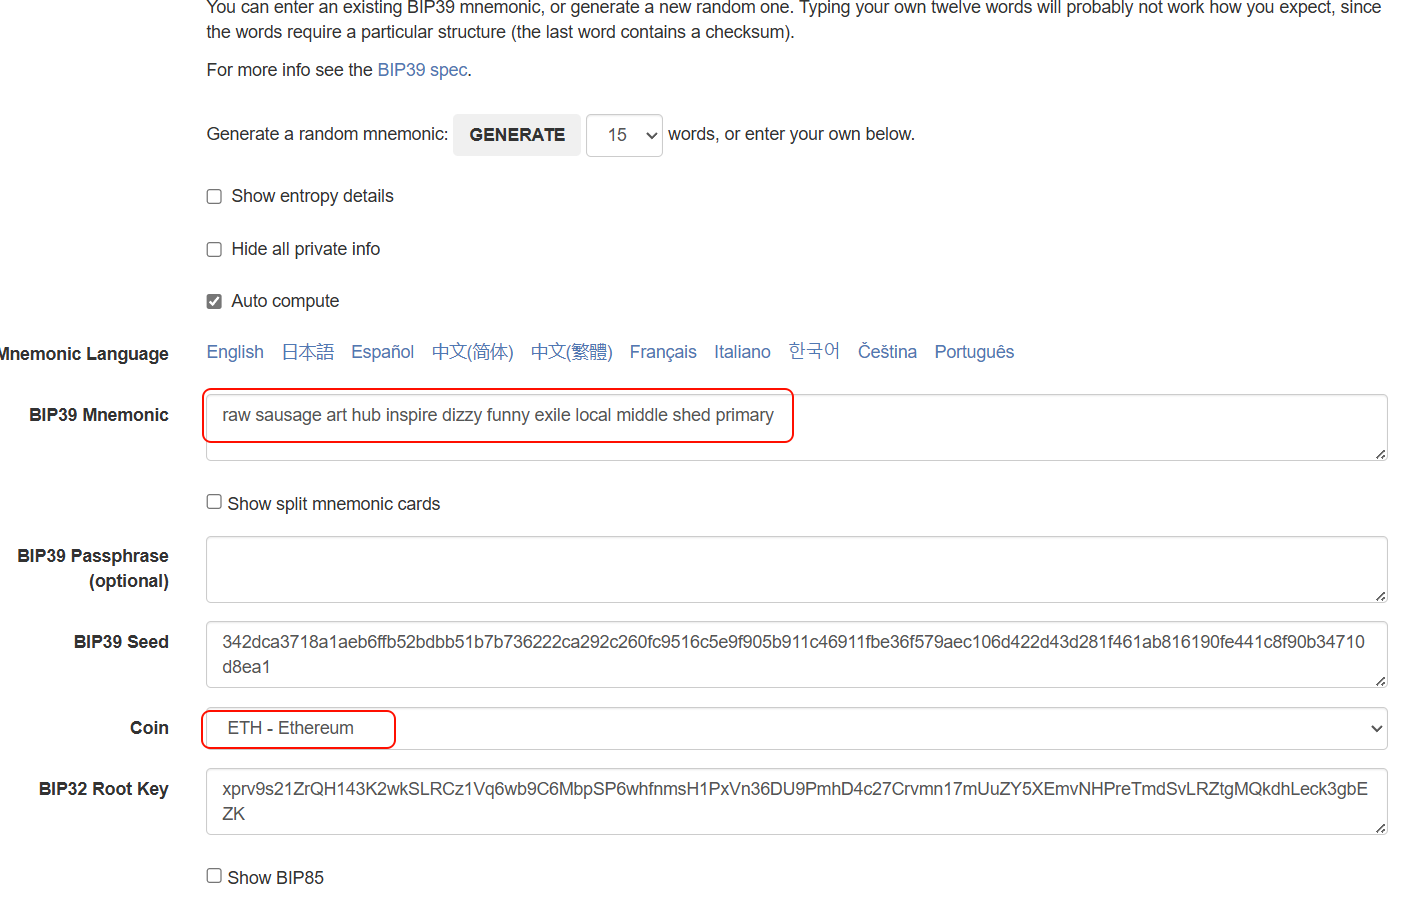 You can enter an existing BIP39 mnemonic, or generate a new random one. Typing your own twelve words will probably not work how you expect, since
the words require a particular structure (the last word contains a checksum).
For more info see the BIP39 spec.
Generate a random mnemonic: GENERATE 15 words, or enter your own below.
Show entropy details
Hide all private info
Auto compute
Mnemonic Language English 日本語 Español 中文(简体) 中文(繁體) Français Italiano 한국어 Čeština Português
BIP39 Mnemonic raw sausage art hub inspire dizzy funny exile local middle shed primary
Show split mnemonic cards
BIP39 Passphrase
(optional)
BIP39 Seed 342dca3718a1aeb6ffb52bdbb51b7b736222ca292c260fc9516c5e9f905b911c46911fbe36f579aec106d422d43d281f461ab816190fe441c8f90b34710
d8ea1
Coin ETH - Ethereum
BIP32 Root Key xprv9s21ZrQH143K2wkSLRCz1Vq6wb9C6MbpSP6whfnmsH1PxVn36DU9PmhD4c27Crvmn17mUuZY5XEmvNHPreTmdSvLRZtgMQkdhLeck3gbE
ZK
Show BIP85